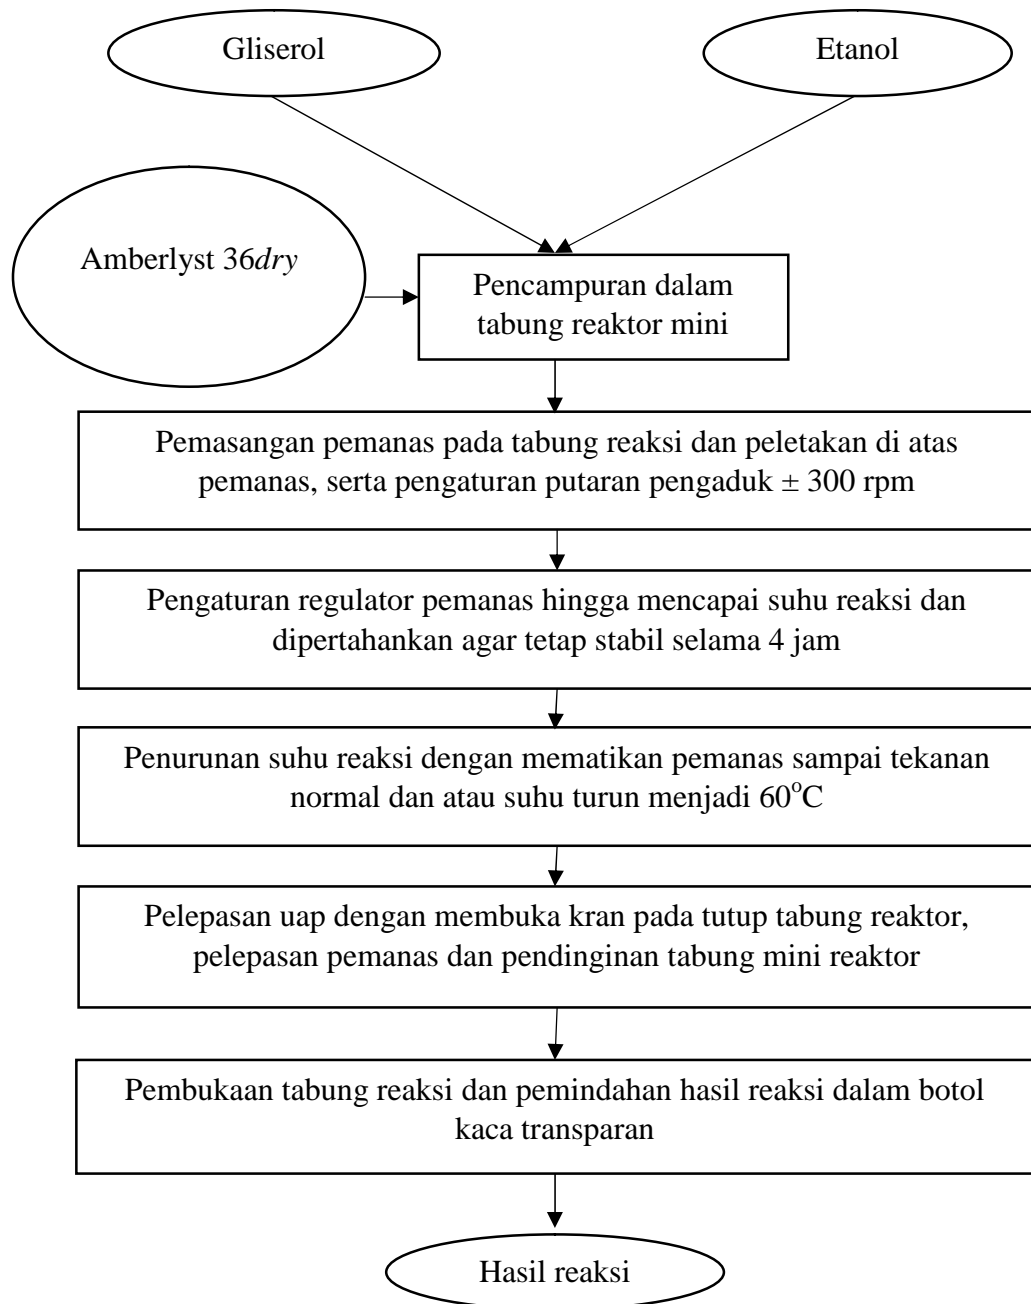 Gliserol
Etanol
Amberlyst 36dry
Pencampuran dalam
tabung reaktor mini
Pemasangan pemanas pada tabung reaksi dan peletakan di atas
pemanas, serta pengaturan putaran pengaduk ± 300 rpm
Pengaturan regulator pemanas hingga mencapai suhu reaksi dan
dipertahankan agar tetap stabil selama 4 jam
Penurunan suhu reaksi dengan mematikan pemanas sampai tekanan
normal dan atau suhu turun menjadi 60°C
Pelepasan uap dengan membuka kran pada tutup tabung reaktor,
pelepasan pemanas dan pendinginan tabung mini reaktor
Pembukaan tabung reaksi dan pemindahan hasil reaksi dalam botol
kaca transparan
Hasil reaksi